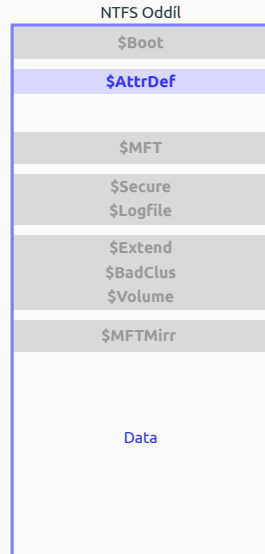 NTFS Oddíl
$Boot
$AttrDef
$MFT
$Secure
$Logfile
$Extend
$BadClus
$Volume
$MFTMirr
Data